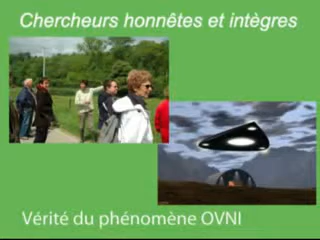 Chercheurs honnêtes et intègres
Vérité du phénomène OVNI